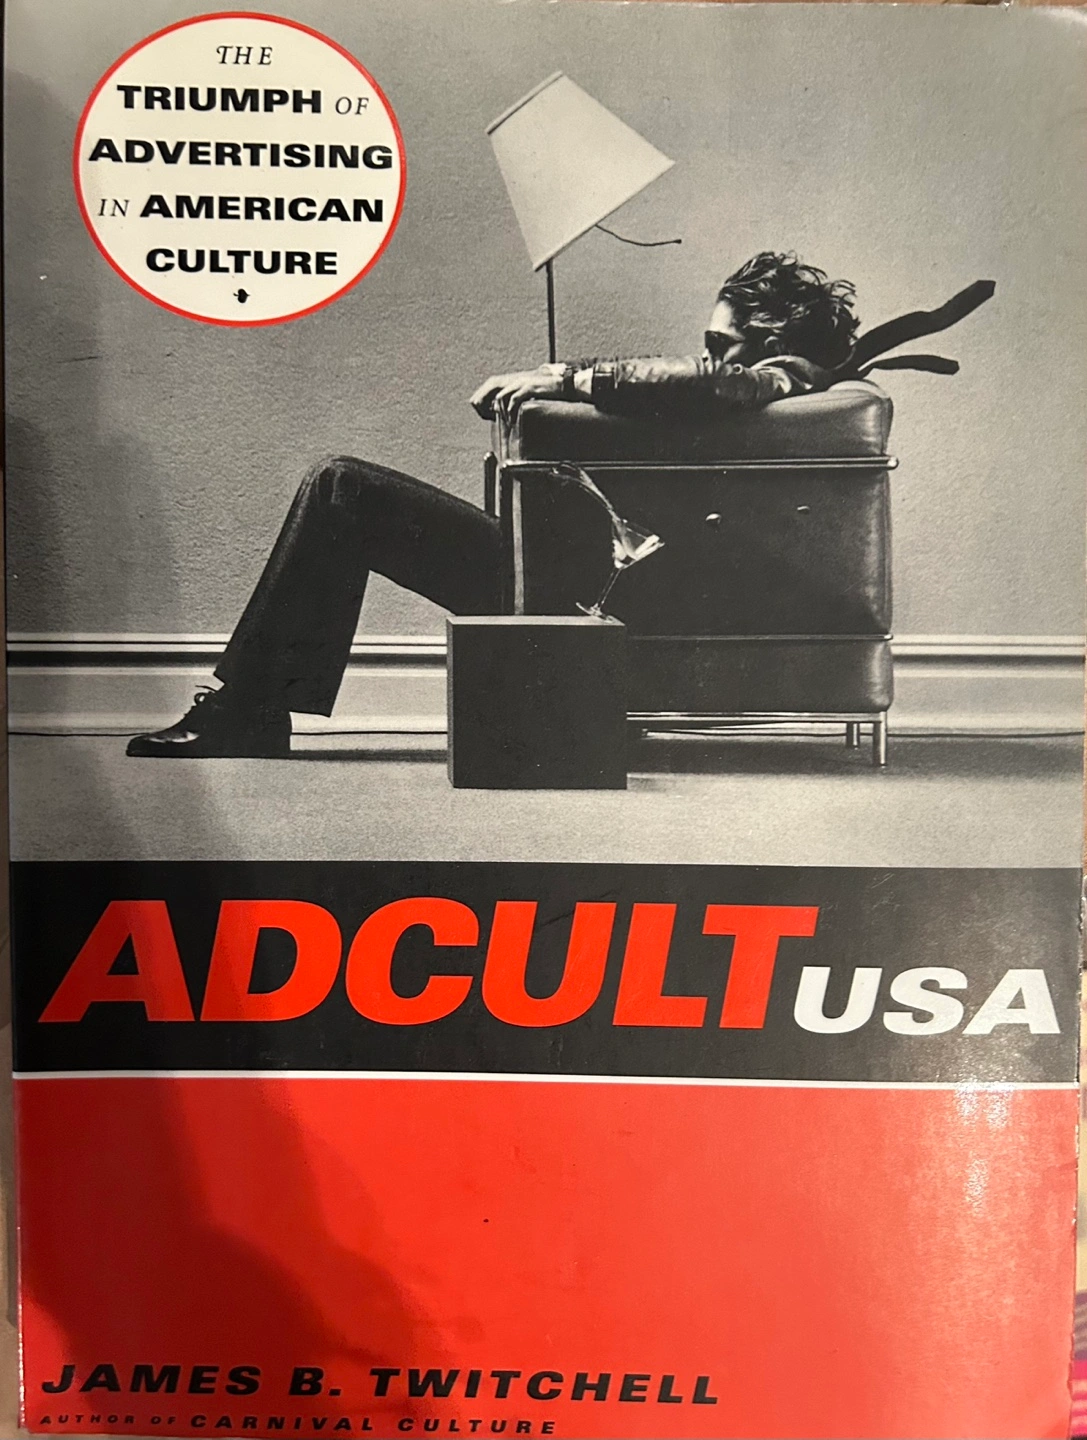 THE
TRIUMPH OF
ADVERTISING
IN AMERICAN
CULTURE
ADCULT USA
JAMES B. TWITCHELL
AUTHOR OF CARNIVAL CULTURE